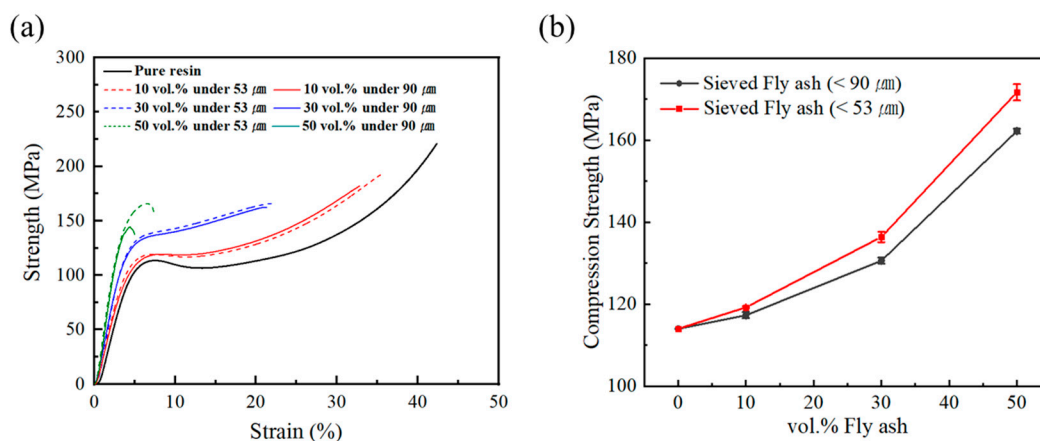 (a)
300
250
200
150
100
50
0
Strength (MPa)
Pure resin
10 vol.% under 53 ㎛ 10 vol.% under 90 ㎛
30 vol.% under 53 ㎛ 30 vol.% under 90 ㎛
50 vol.% under 53 ㎛ 50 vol.% under 90 ㎛
0 10 20 30 40 50
Strain (%)
(b)
180
160
140
120
100
Compression Strength (MPa)
Sieved Fly ash (< 90 ㎛)
Sieved Fly ash (< 53 ㎛)
0 10 20 30 40 50
vol.% Fly ash